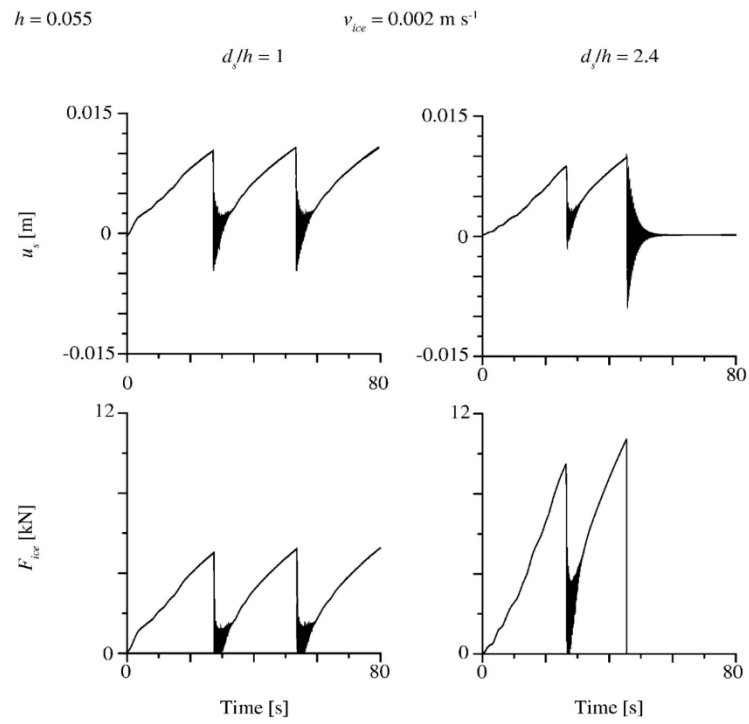 h = 0.055
v_ice = 0.002 m s⁻¹
d_s/h = 1
d_s/h = 2.4
0.015
0
-0.015
u_s [m]
0
80
0.015
0
-0.015
0
80
12
0
F_ice [kN]
0
80
Time [s]
12
0
0
80
Time [s]